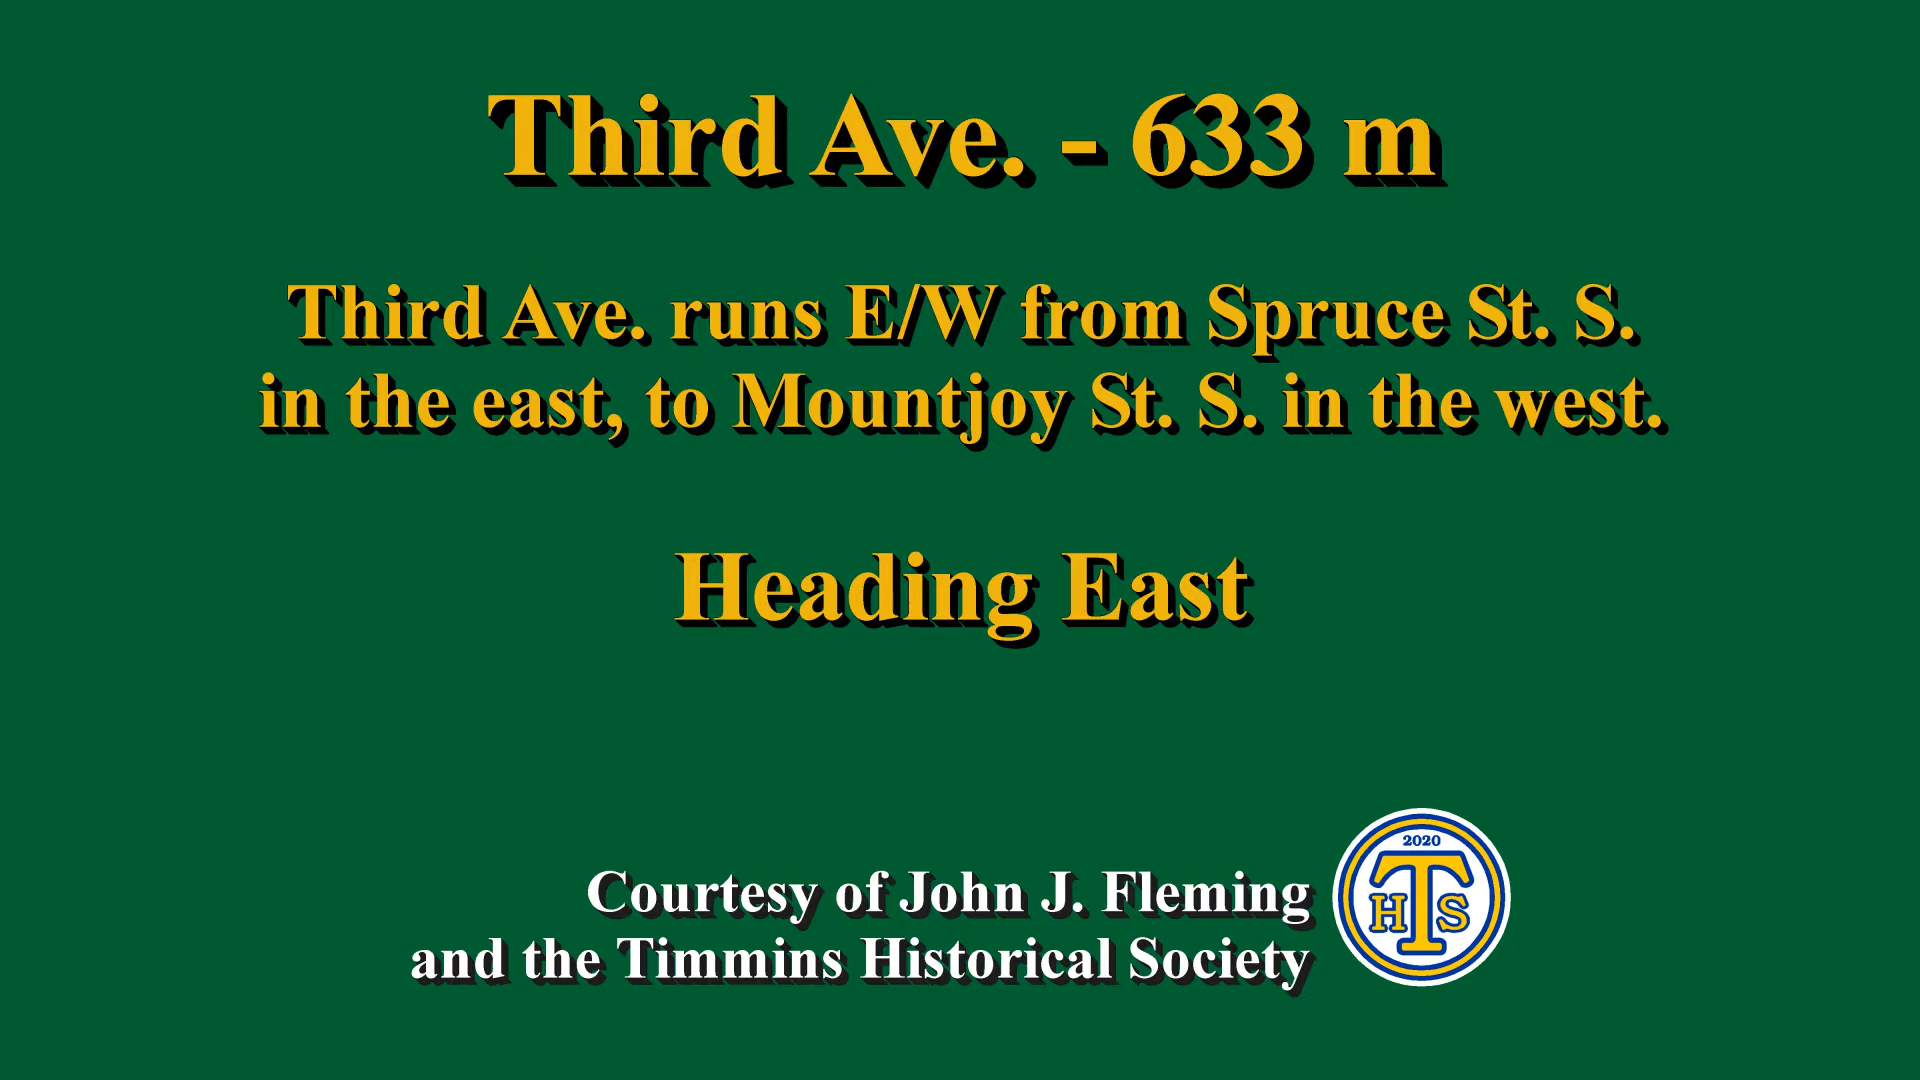 Third Ave. - 633 m
Third Ave. runs E/W from Spruce St. S.
in the east, to Mountjoy St. S. in the west.
Heading East
Courtesy of John J. Fleming
and the Timmins Historical Society
2020
HTS